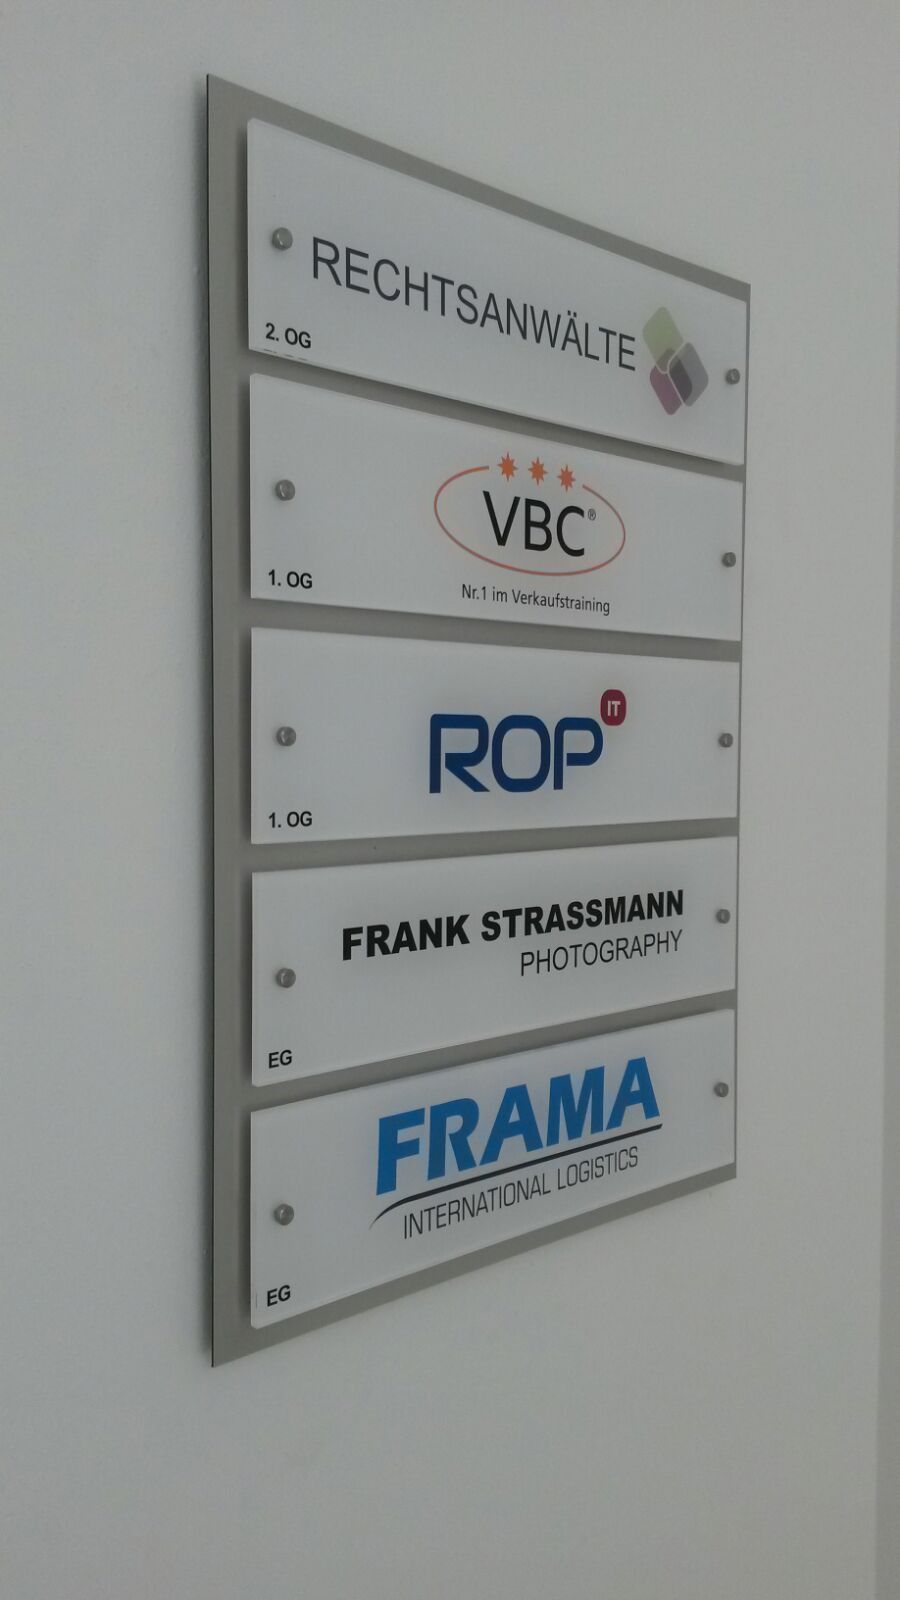 RECHTSANWÄLTE
2. OG
VBC®
Nr.1 im Verkaufstraining
1. OG
ROP IT
1. OG
FRANK STRASSMANN
PHOTOGRAPHY
EG
FRAMA
INTERNATIONAL LOGISTICS
EG